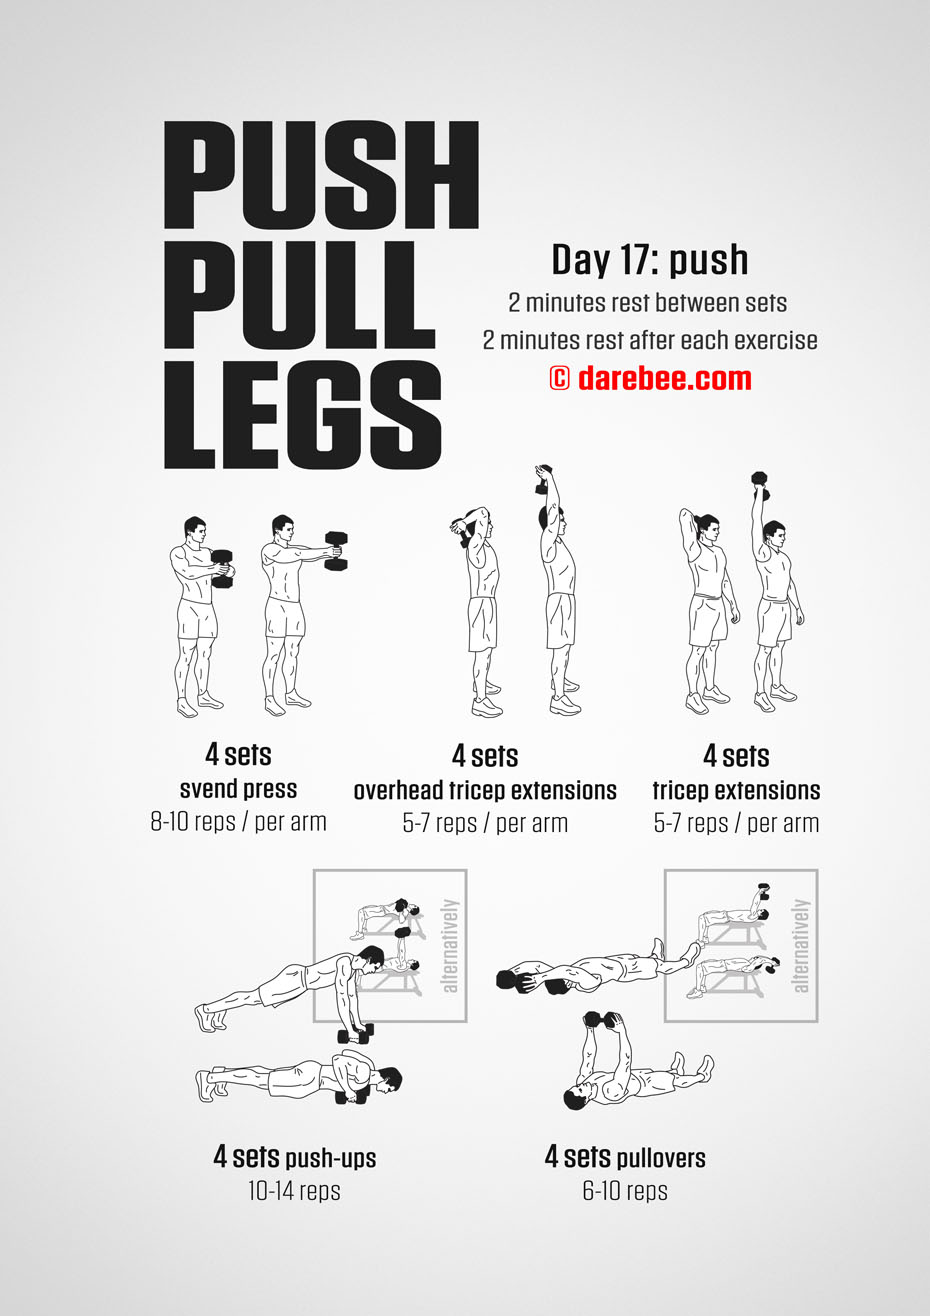 PUSH
PULL
LEGS
Day 17: push
2 minutes rest between sets
2 minutes rest after each exercise
© darebee.com
4 sets
svend press
8-10 reps / per arm
4 sets
overhead tricep extensions
5-7 reps / per arm
4 sets
tricep extensions
5-7 reps / per arm
alternatively
4 sets push-ups
10-14 reps
alternatively
4 sets pullovers
6-10 reps